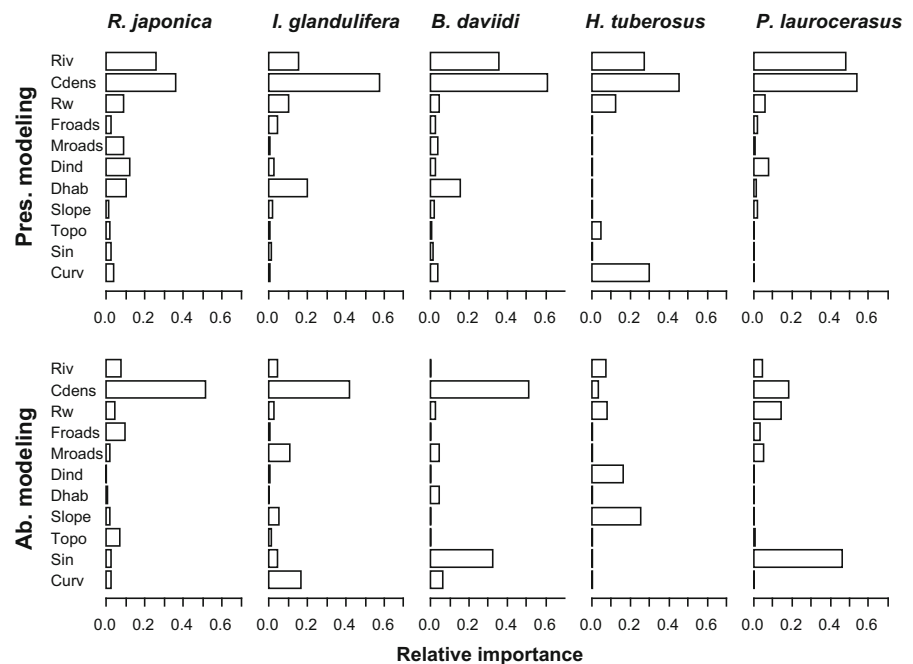 R. japonica I. glandulifera B. daviidi H. tuberosus P. laurocerasus
Pres. modeling
Riv
Cdens
Rw
Froads
Mroads
Dind
Dhab
Slope
Topo
Sin
Curv
0.0 0.2 0.4 0.6 0.0 0.2 0.4 0.6 0.0 0.2 0.4 0.6 0.0 0.2 0.4 0.6 0.0 0.2 0.4 0.6
Ab. modeling
Riv
Cdens
Rw
Froads
Mroads
Dind
Dhab
Slope
Topo
Sin
Curv
0.0 0.2 0.4 0.6 0.0 0.2 0.4 0.6 0.0 0.2 0.4 0.6 0.0 0.2 0.4 0.6 0.0 0.2 0.4 0.6
Relative importance